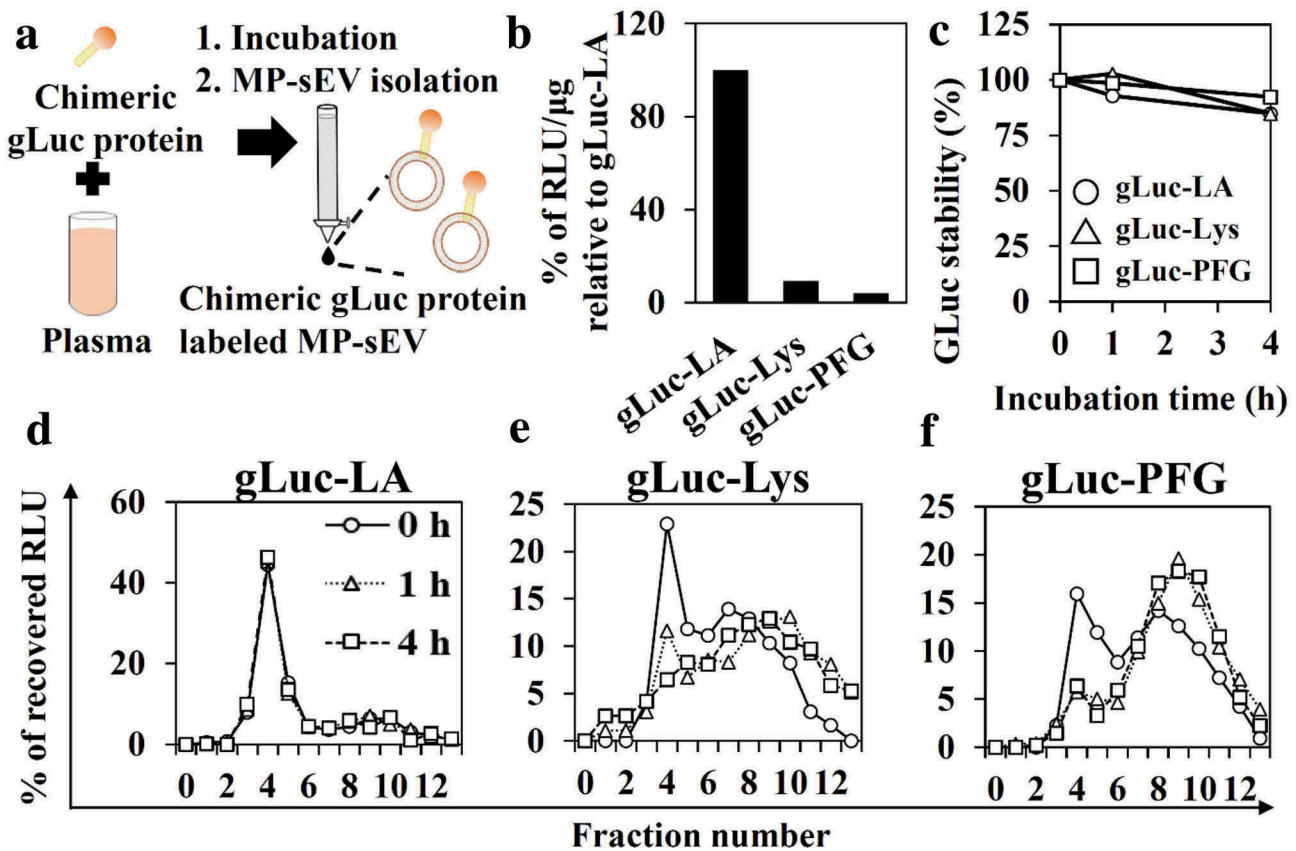 a
1. Incubation
2. MP-sEV isolation
Chimeric
gLuc protein
Plasma
Chimeric gLuc protein
labeled MP-sEV
b
% of RLU/µg
relative to gLuc-LA
120
80
40
0
gLuc-LA
gLuc-Lys
gLuc-PFG
c
GLuc stability (%)
125
100
75
50
25
0
gLuc-LA
gLuc-Lys
gLuc-PFG
0 1 2 3 4
Incubation time (h)
d
gLuc-LA
% of recovered RLU
60
40
20
0
0 h
1 h
4 h
0 2 4 6 8 10 12
e
gLuc-Lys
25
20
15
10
5
0
0 2 4 6 8 10 12
f
gLuc-PFG
25
20
15
10
5
0
0 2 4 6 8 10 12
Fraction number